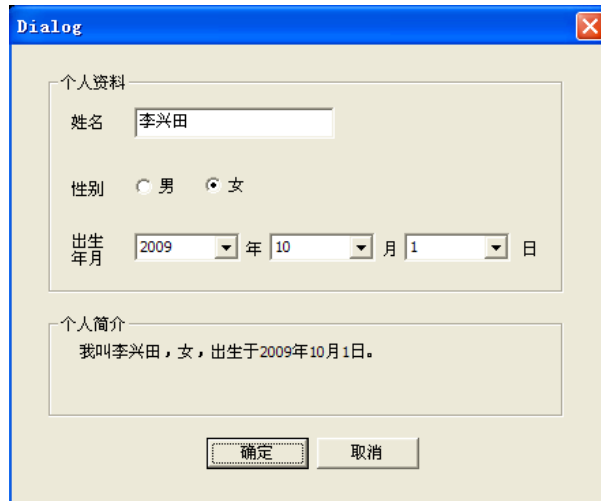 Dialog
个人资料
姓名 李兴田
性别 男 女
出生
年月 2009 年 10 月 1 日
个人简介
我叫李兴田，女，出生于2009年10月1日。
确定 取消